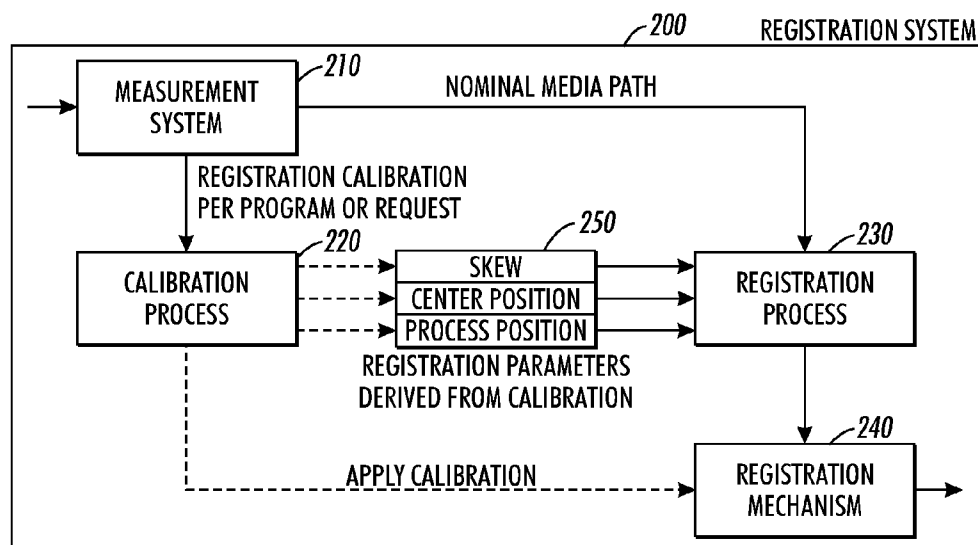 200
REGISTRATION SYSTEM
210
MEASUREMENT
SYSTEM
NOMINAL MEDIA PATH
REGISTRATION CALIBRATION
PER PROGRAM OR REQUEST
220
CALIBRATION
PROCESS
250
SKEW
CENTER POSITION
PROCESS POSITION
REGISTRATION PARAMETERS
DERIVED FROM CALIBRATION
230
REGISTRATION
PROCESS
240
APPLY CALIBRATION
REGISTRATION
MECHANISM